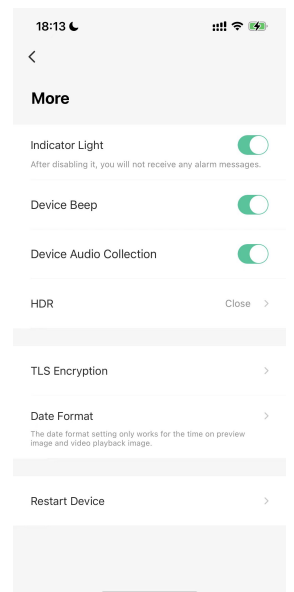 18:13
More
Indicator Light
After disabling it, you will not receive any alarm messages.
Device Beep
Device Audio Collection
HDR
Close
TLS Encryption
Date Format
The date format setting only works for the time on preview
image and video playback image.
Restart Device